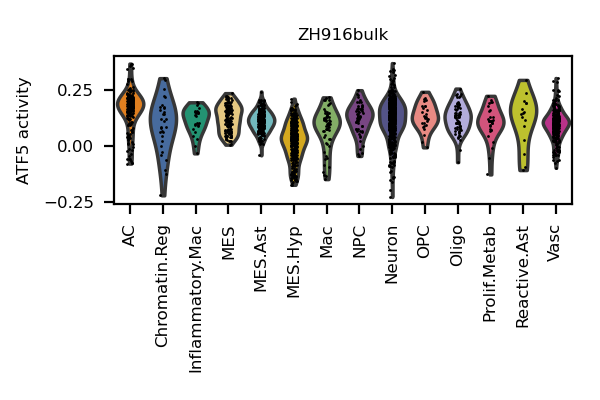 ZH916bulk
ATF5 activity
0.25
0.00
−0.25
AC
Chromatin.Reg
Inflammatory.Mac
MES
MES.Ast
MES.Hyp
Mac
NPC
Neuron
OPC
Oligo
Prolif.Metab
Reactive.Ast
Vasc